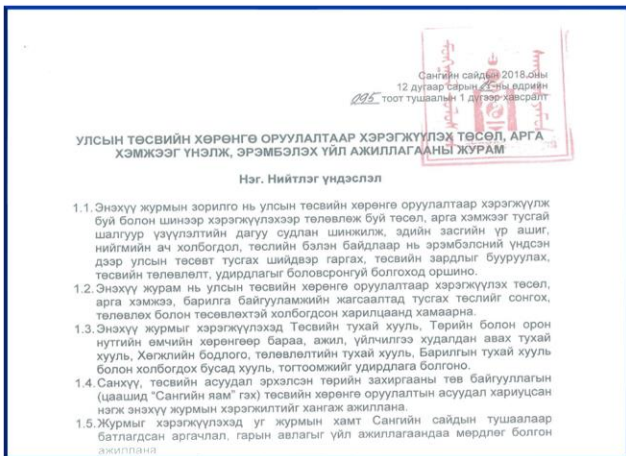 Сангийн сайдын 2018 оны
12 дугаар сарын -ны өдрийн
095 тоот тушаалын 1 дүгээр хавсралт
УЛСЫН ТӨСВИЙН ХӨРӨНГӨ ОРУУЛАЛТААР ХЭРЭГЖҮҮЛЭХ ТӨСӨЛ, АРГА
ХЭМЖЭЭГ ҮНЭЛЖ, ЭРЭМБЭЛЭХ ҮЙЛ АЖИЛЛАГААНЫ ЖУРАМ
Нэг. Нийтлэг үндэслэл
1.1. Энэхүү журмын зорилго нь улсын төсвийн хөрөнгө оруулалтаар хэрэгжүүлж
буй болон шинээр хэрэгжүүлэхээр төлөвлөж буй төсөл, арга хэмжээг тусгай
шалгуур үзүүлэлтийн дагуу судлан шинжилж, эдийн засгийн үр ашиг,
нийгмийн ач холбогдол, төслийн бэлэн байдлаар нь эрэмбэлсний үндсэн
дээр улсын төсөвт тусгах шийдвэр гаргах, төсвийн зардлыг бууруулах,
төсвийн төлөвлөлт, удирдлагыг боловсронгуй болгоход оршино.
1.2. Энэхүү журам нь улсын төсвийн хөрөнгө оруулалтаар хэрэгжүүлэх төсөл,
арга хэмжээ, барилга байгууламжийн жагсаалтад тусгах төслийг сонгох,
төлөвлөх болон төсөвлөхтэй холбогдсон харилцаанд хамаарна.
1.3. Энэхүү журмыг хэрэгжүүлэхэд Төсвийн тухай хууль, Төрийн болон орон
нутгийн өмчийн хөрөнгөөр бараа, ажил, үйлчилгээ худалдан авах тухай
хууль, Хөгжлийн бодлого, төлөвлөлтийн тухай хууль, Барилгын тухай хууль
болон холбогдох бусад хууль, тогтоомжийг удирдлага болгоно.
1.4. Санхүү, төсвийн асуудал эрхэлсэн төрийн захиргааны төв байгууллагын
(цаашид "Сангийн яам" гэх) төсвийн хөрөнгө оруулалтын асуудал хариуцсан
нэгж энэхүү журмын хэрэгжилтийг хангаж ажиллана.
1.5. Журмыг хэрэгжүүлэхэд уг журмын хамт Сангийн сайдын тушаалаар
батлагдсан аргачлал, гарын авлагыг үйл ажиллагаандаа мөрдлөг болгон
ажиллана